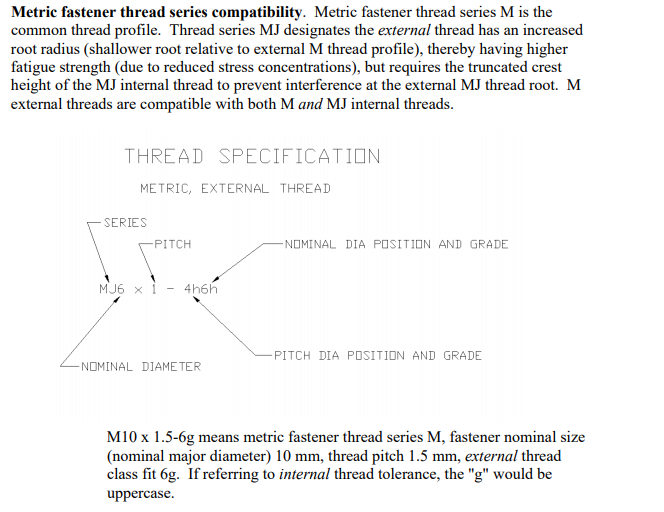 Metric fastener thread series compatibility.  Metric fastener thread series M is the
common thread profile.  Thread series MJ designates the external thread has an increased
root radius (shallower root relative to external M thread profile), thereby having higher
fatigue strength (due to reduced stress concentrations), but requires the truncated crest
height of the MJ internal thread to prevent interference at the external MJ thread root.  M
external threads are compatible with both M and MJ internal threads.
THREAD SPECIFICATION
METRIC, EXTERNAL THREAD
SERIES
PITCH
NOMINAL DIA POSITION AND GRADE
MJ6 x 1 - 4h6h
PITCH DIA POSITION AND GRADE
NOMINAL DIAMETER
M10 x 1.5-6g means metric fastener thread series M, fastener nominal size
(nominal major diameter) 10 mm, thread pitch 1.5 mm, external thread
class fit 6g.  If referring to internal thread tolerance, the "g" would be
uppercase.